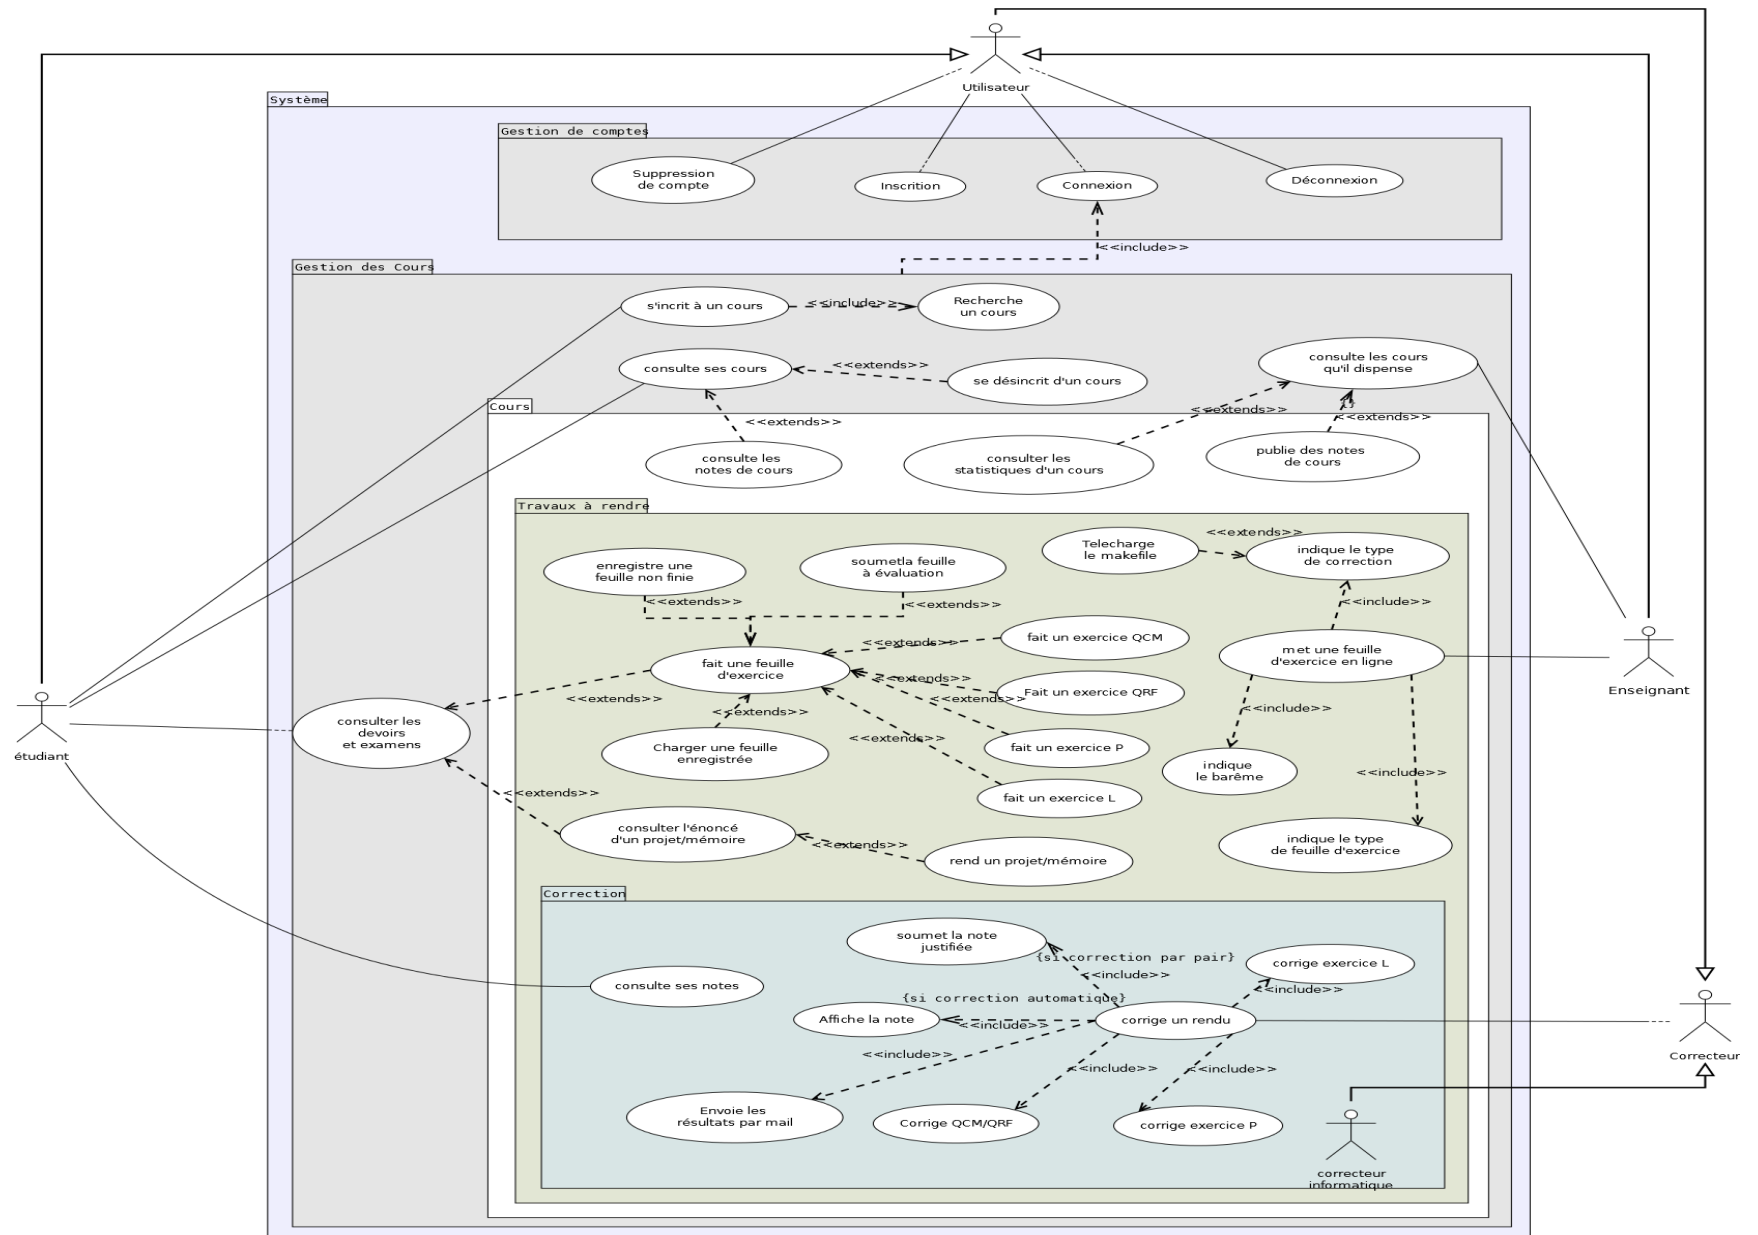 Utilisateur
Système
Gestion de comptes
Suppression
de compte
Inscrition
Connexion
Déconnexion
<<include>>
Gestion des Cours
s'incrit à un cours
<<include>>
Recherche
un cours
consulte ses cours
<<extends>>
se désincrit d'un cours
consulte les cours
qu'il dispense
Cours
<<extends>>
<<extends>>
{}
<<extends>>
consulte les
notes de cours
consulter les
statistiques d'un cours
publie des notes
de cours
Travaux à rendre
enregistre une
feuille non finie
soumetla feuille
à évaluation
Telecharge
le makefile
<<extends>>
indique le type
de correction
<<extends>>
<<extends>>
<<include>>
fait une feuille
d'exercice
<<extends>>
fait un exercice QCM
met une feuille
d'exercice en ligne
Enseignant
<<extends>>
<<extends>>
Fait un exercice QRF
<<extends>>
<<extends>>
<<include>>
étudiant
consulter les
devoirs
et examens
Charger une feuille
enregistrée
<<extends>>
fait un exercice P
indique
le barême
<<include>>
<<extends>>
fait un exercice L
consulter l'énoncé
d'un projet/mémoire
<<extends>>
rend un projet/mémoire
indique le type
de feuille d'exercice
Correction
soumet la note
justifiée
{si correction par pair}
<<include>>
corrige exercice L
<<include>>
consulte ses notes
{si correction automatique}
Affiche la note
<<include>>
corrige un rendu
Correcteur
<<include>>
<<include>>
<<include>>
Envoie les
résultats par mail
Corrige QCM/QRF
corrige exercice P
correcteur
informatique